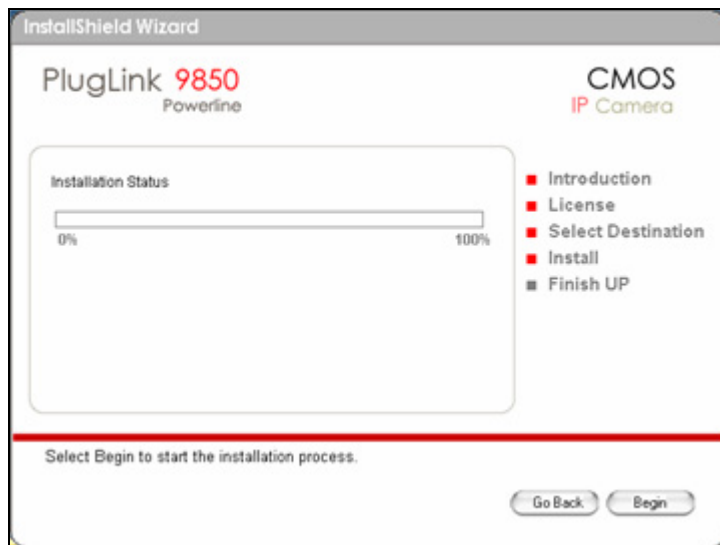 InstallShield Wizard
PlugLink 9850
Powerline
CMOS
IP Camera
Installation Status
0% 100%
Introduction
License
Select Destination
Install
Finish UP
Select Begin to start the installation process.
Go Back Begin